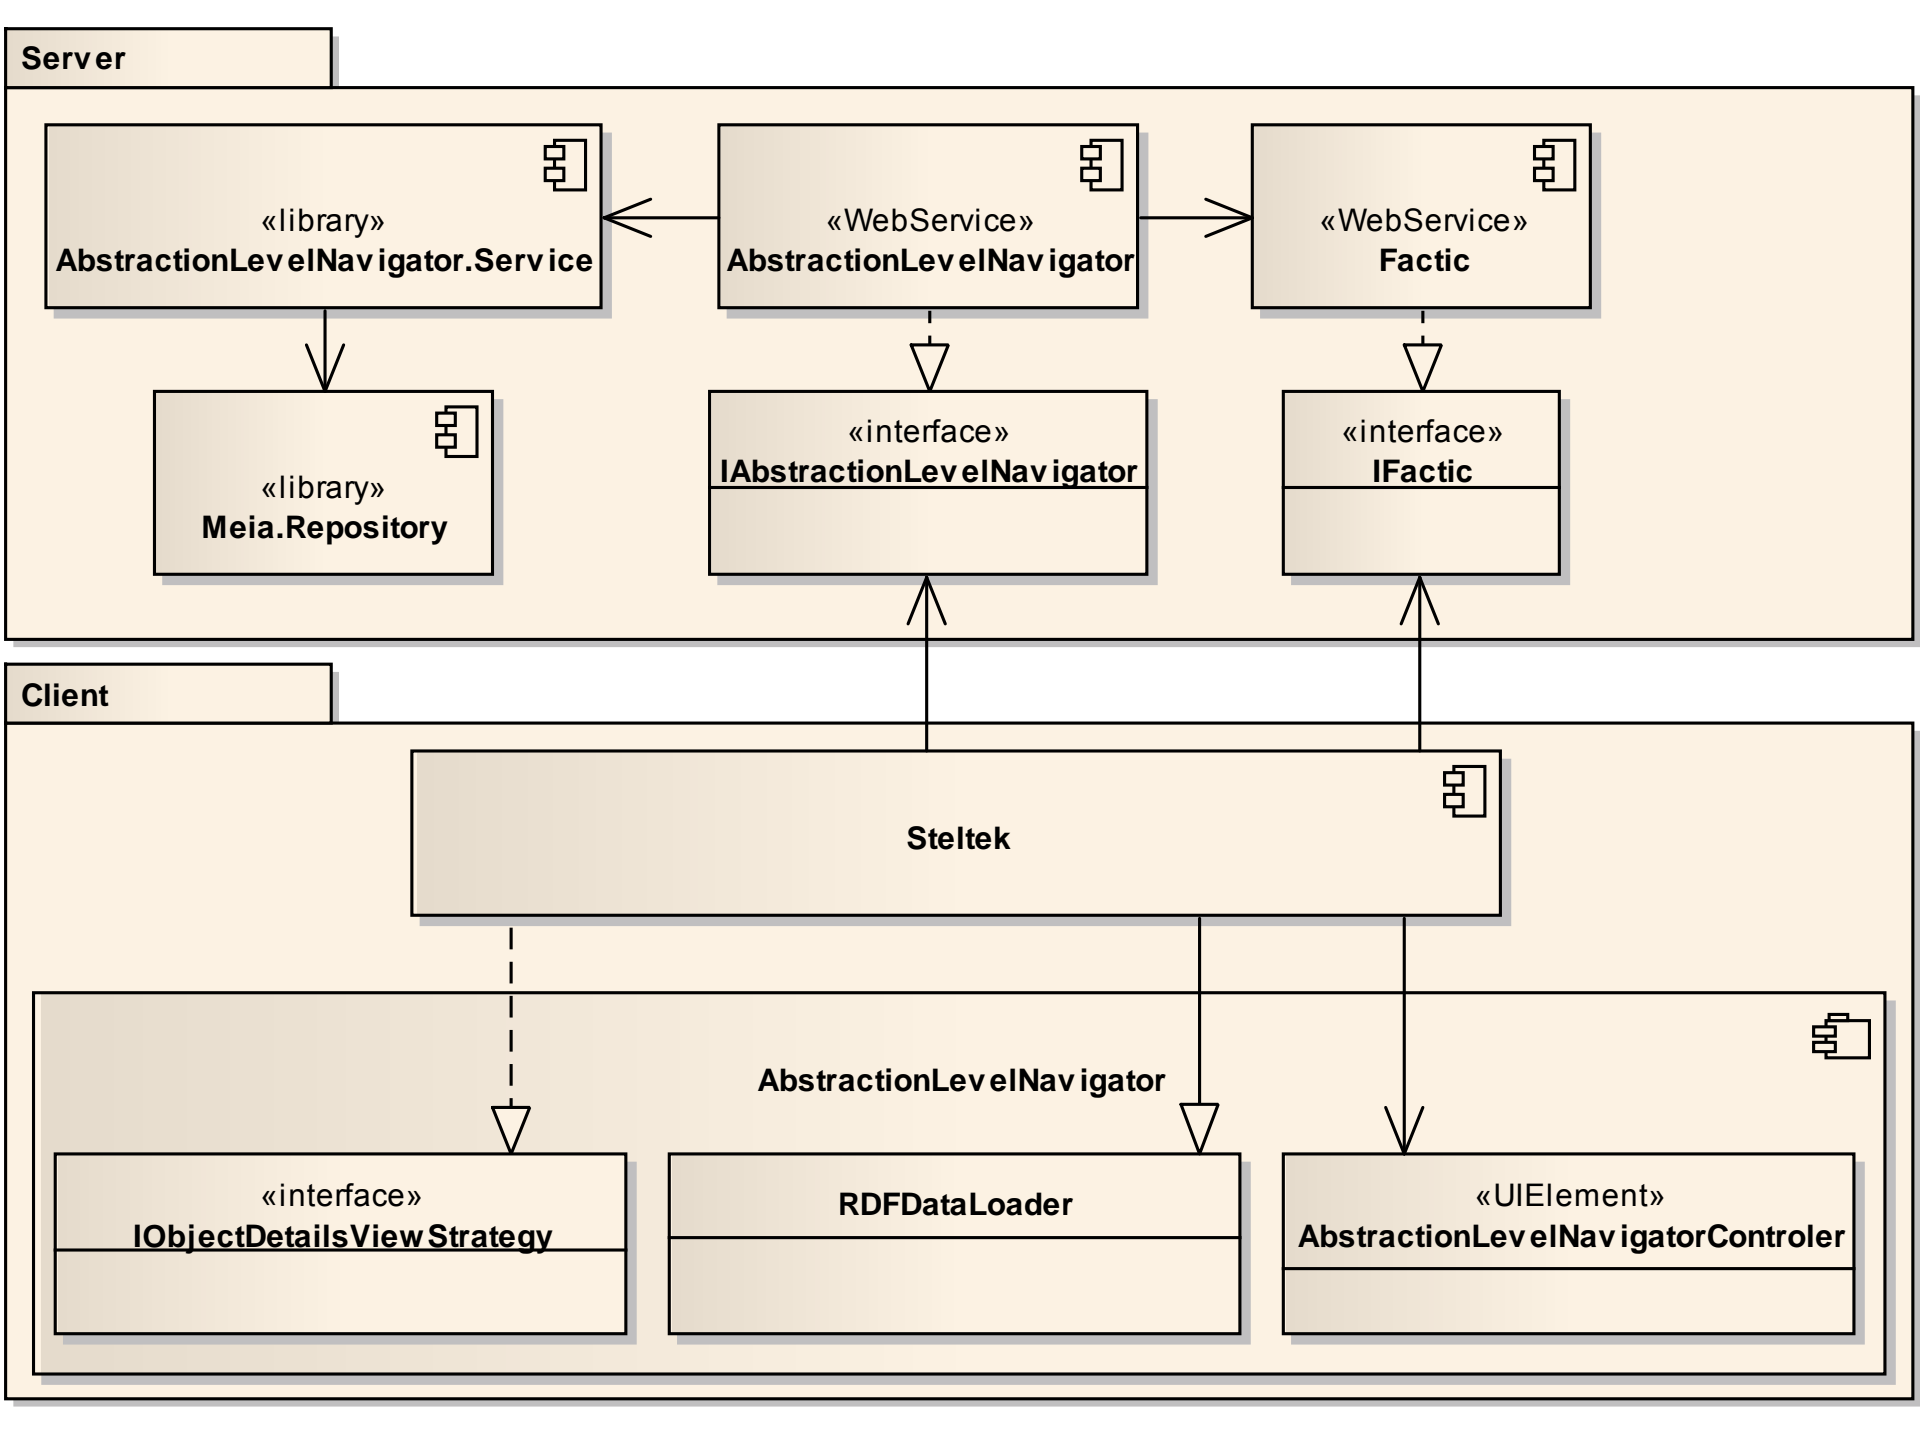 Server
«library»
AbstractionLevelNavigator.Service
«WebService»
AbstractionLevelNavigator
«WebService»
Factic
«library»
Meia.Repository
«interface»
IAbstractionLevelNavigator
«interface»
IFactic
Client
Steltek
AbstractionLevelNavigator
«interface»
IObjectDetailsViewStrategy
RDFDataLoader
«UIElement»
AbstractionLevelNavigatorControler